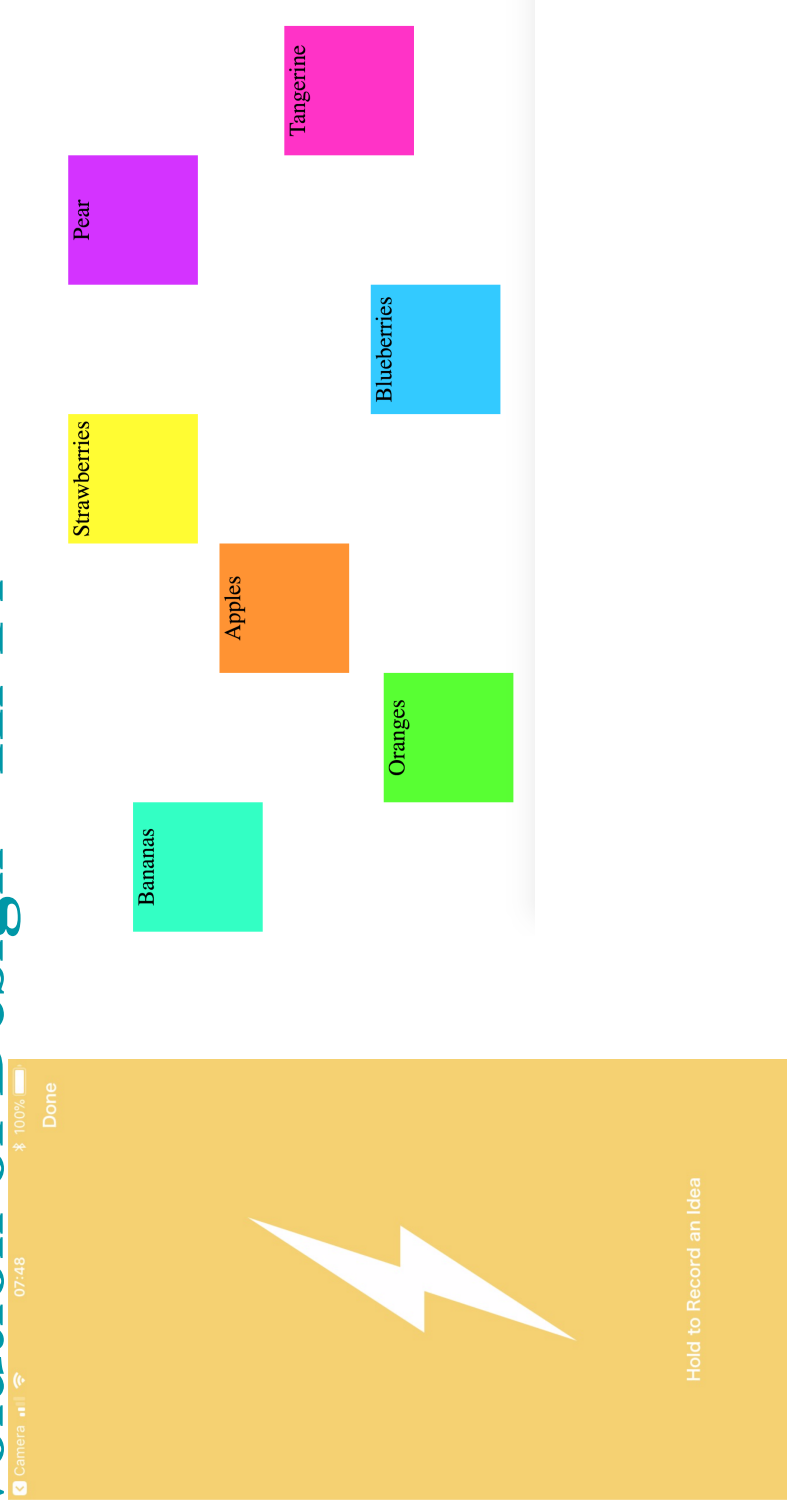 Camera 07:48 100%
Done
Hold to Record an Idea
Strawberries
Pear
Bananas
Apples
Tangerine
Blueberries
Oranges